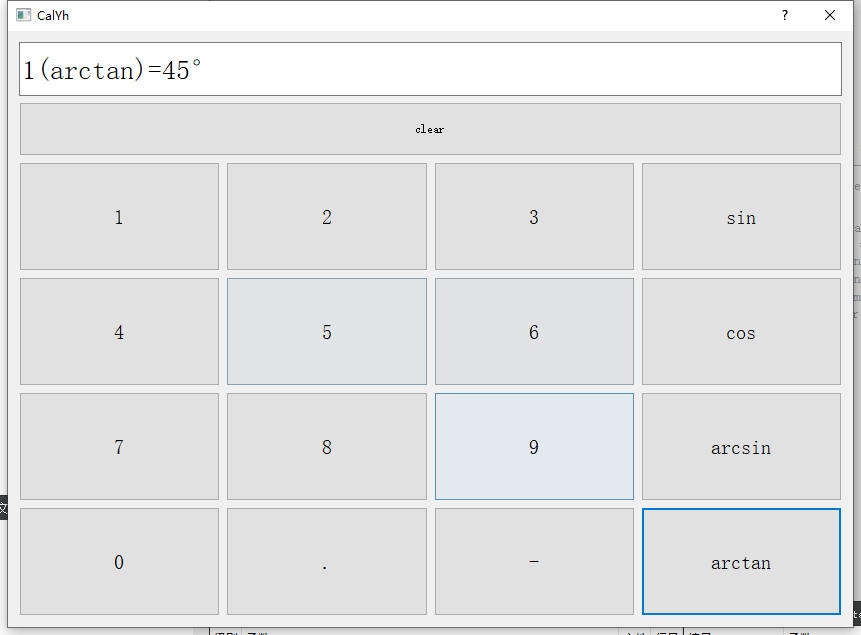 CalYh ?
1(arctan)=45°
clear
1 2 3 sin
4 5 6 cos
7 8 9 arcsin
0 . - arctan